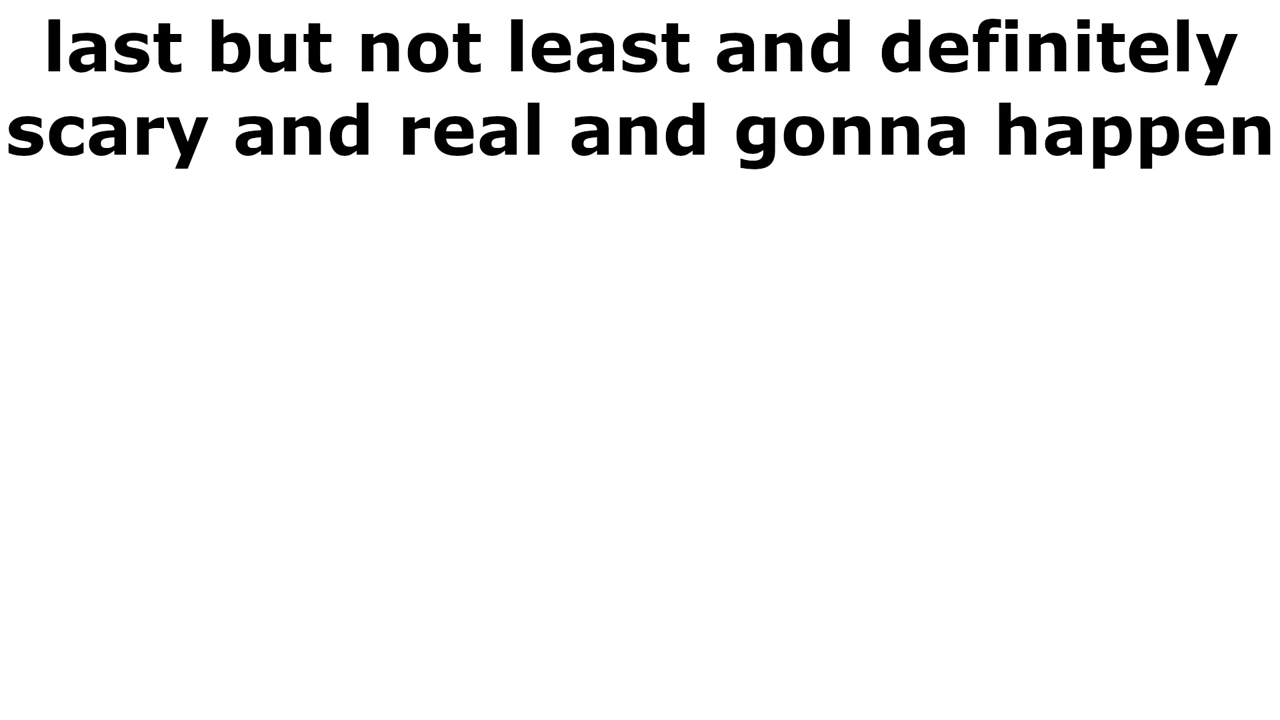 last but not least and definitely
scary and real and gonna happen